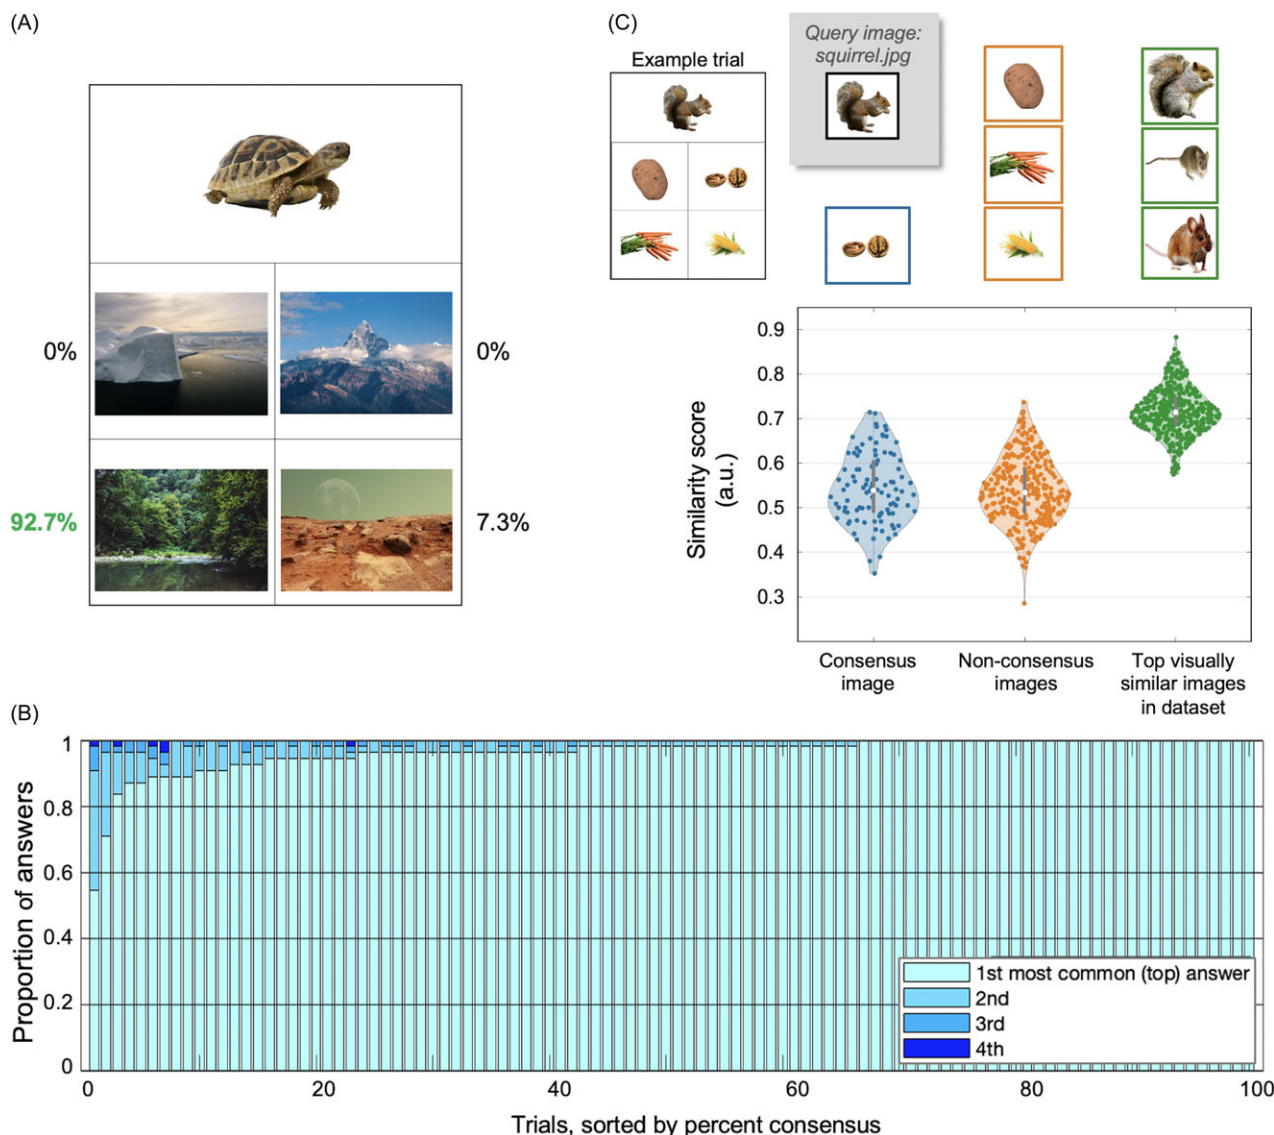 (A)
0%
0%
92.7%
7.3%
(C)
Example trial
Query image:
squirrel.jpg
Similarity score
(a.u.)
0.9
0.8
0.7
0.6
0.5
0.4
0.3
Consensus
image
Non-consensus
images
Top visually
similar images
in dataset
(B)
Proportion of answers
1
0.8
0.6
0.4
0.2
0
1st most common (top) answer
2nd
3rd
4th
0
20
40
60
80
100
Trials, sorted by percent consensus